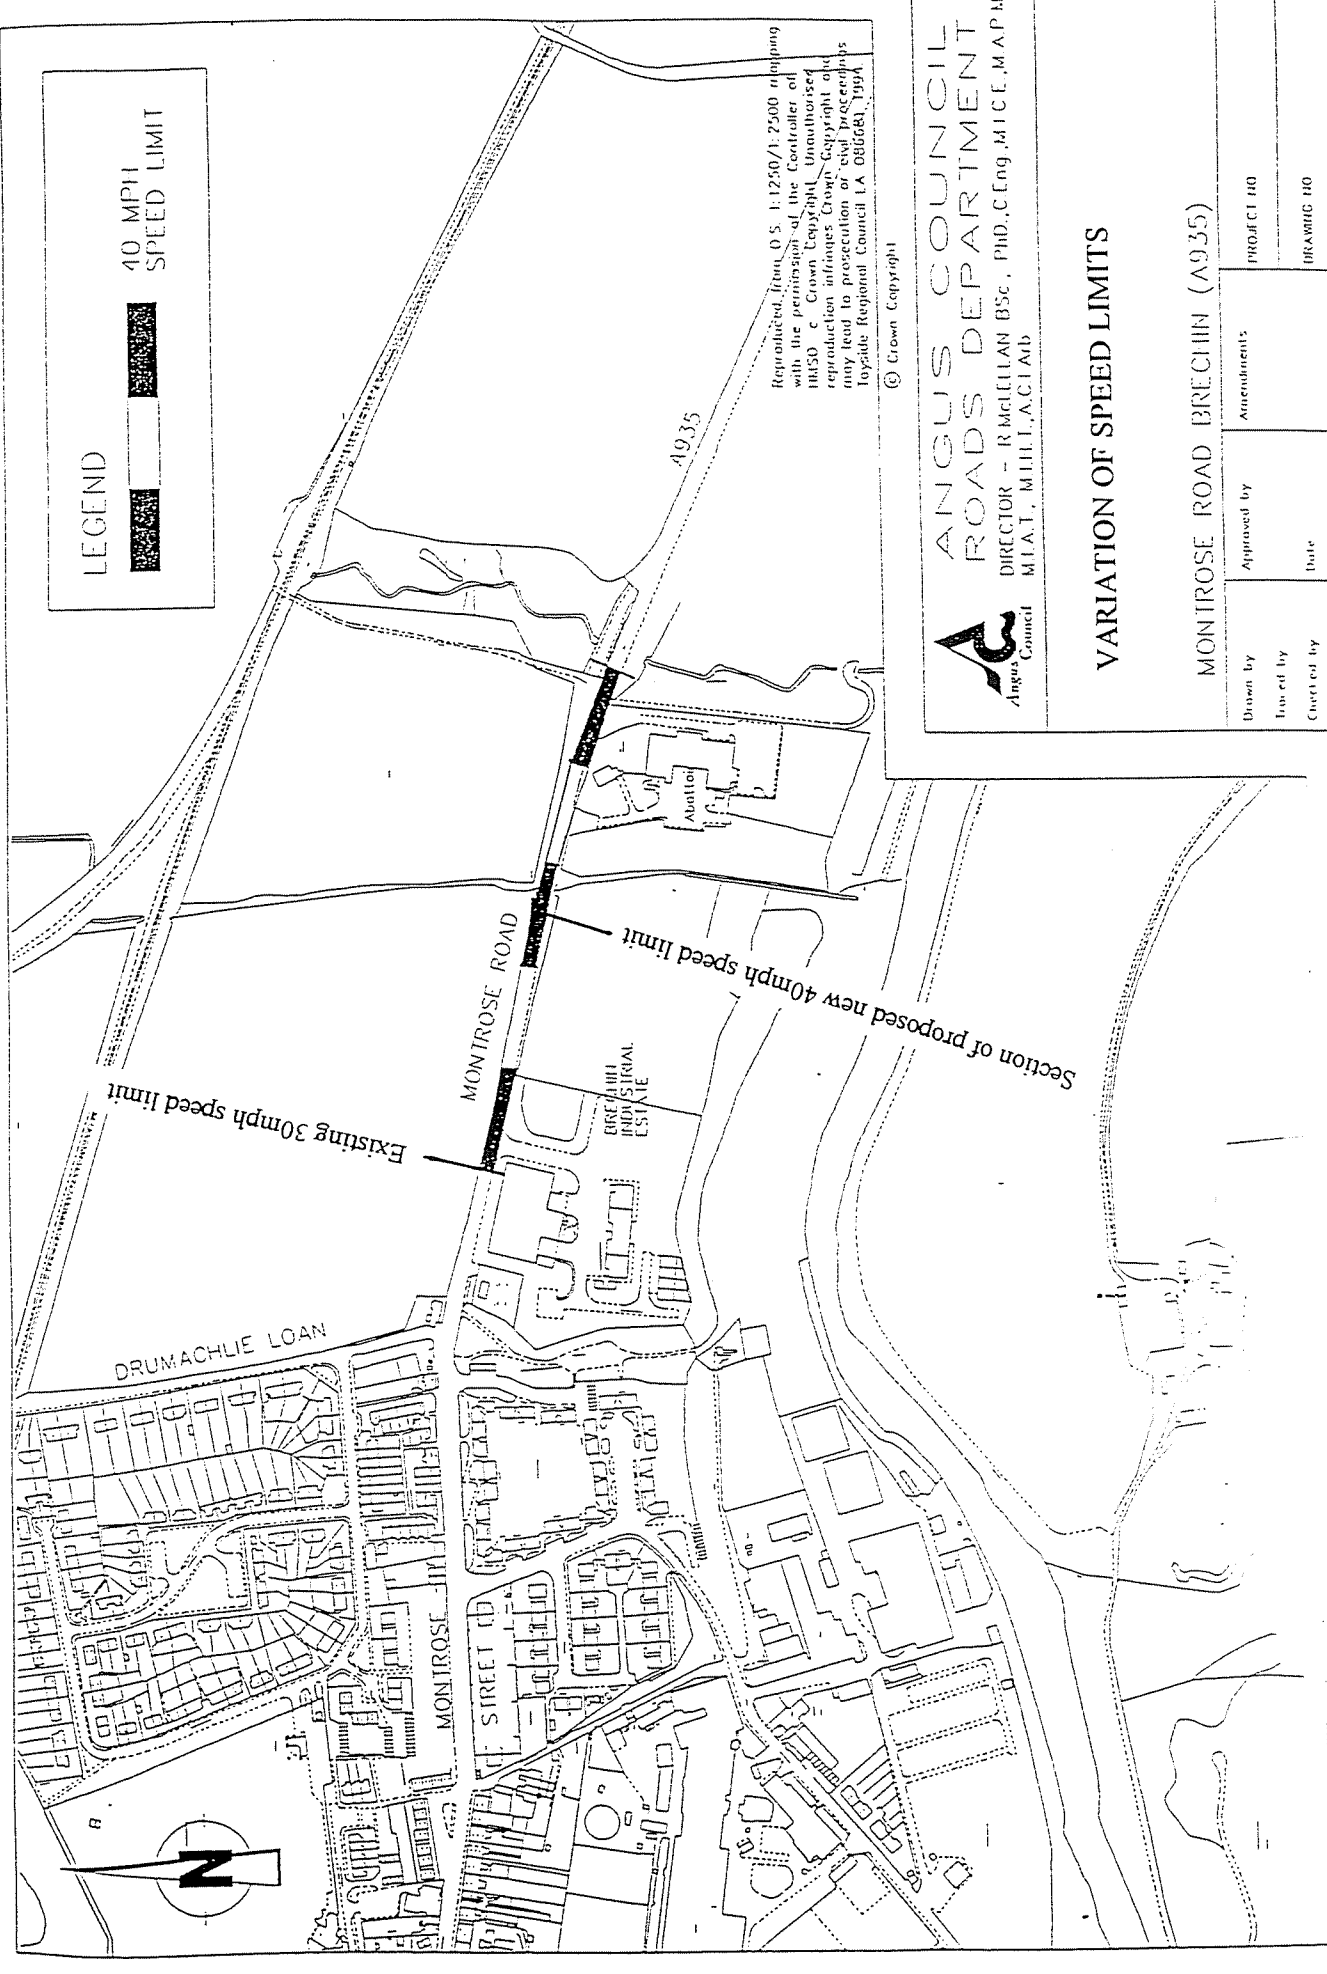 LEGEND
40 MPH
SPEED LIMIT
DRUMACHLIE LOAN
Existing 30mph speed limit
MONTROSE ROAD
A935
MONTROSE
STREET
BRECHIN
INDUSTRIAL
ESTATE
Abattoir
Section of proposed new 40mph speed limit
N
Reproduced from O.S. 1:1250/1:2500 mapping
with the permission of the Controller of
HMSO c Crown Copyright. Unauthorised
reproduction infringes Crown Copyright and
may lead to prosecution or civil proceedings
Tayside Regional Council LA 1994
© Crown Copyright
Angus Council
ANGUS COUNCIL
ROADS DEPARTMENT
DIRECTOR - R McLELLAN BSc., PhD., C Eng, M I C E, M A P M
M I A T., M I H T., A C I Arb
VARIATION OF SPEED LIMITS
MONTROSE ROAD BRECHIN (A935)
Drawn by
Approved by
Amendments
PROJECT NO
Traced by
Checked by
Date
DRAWING NO